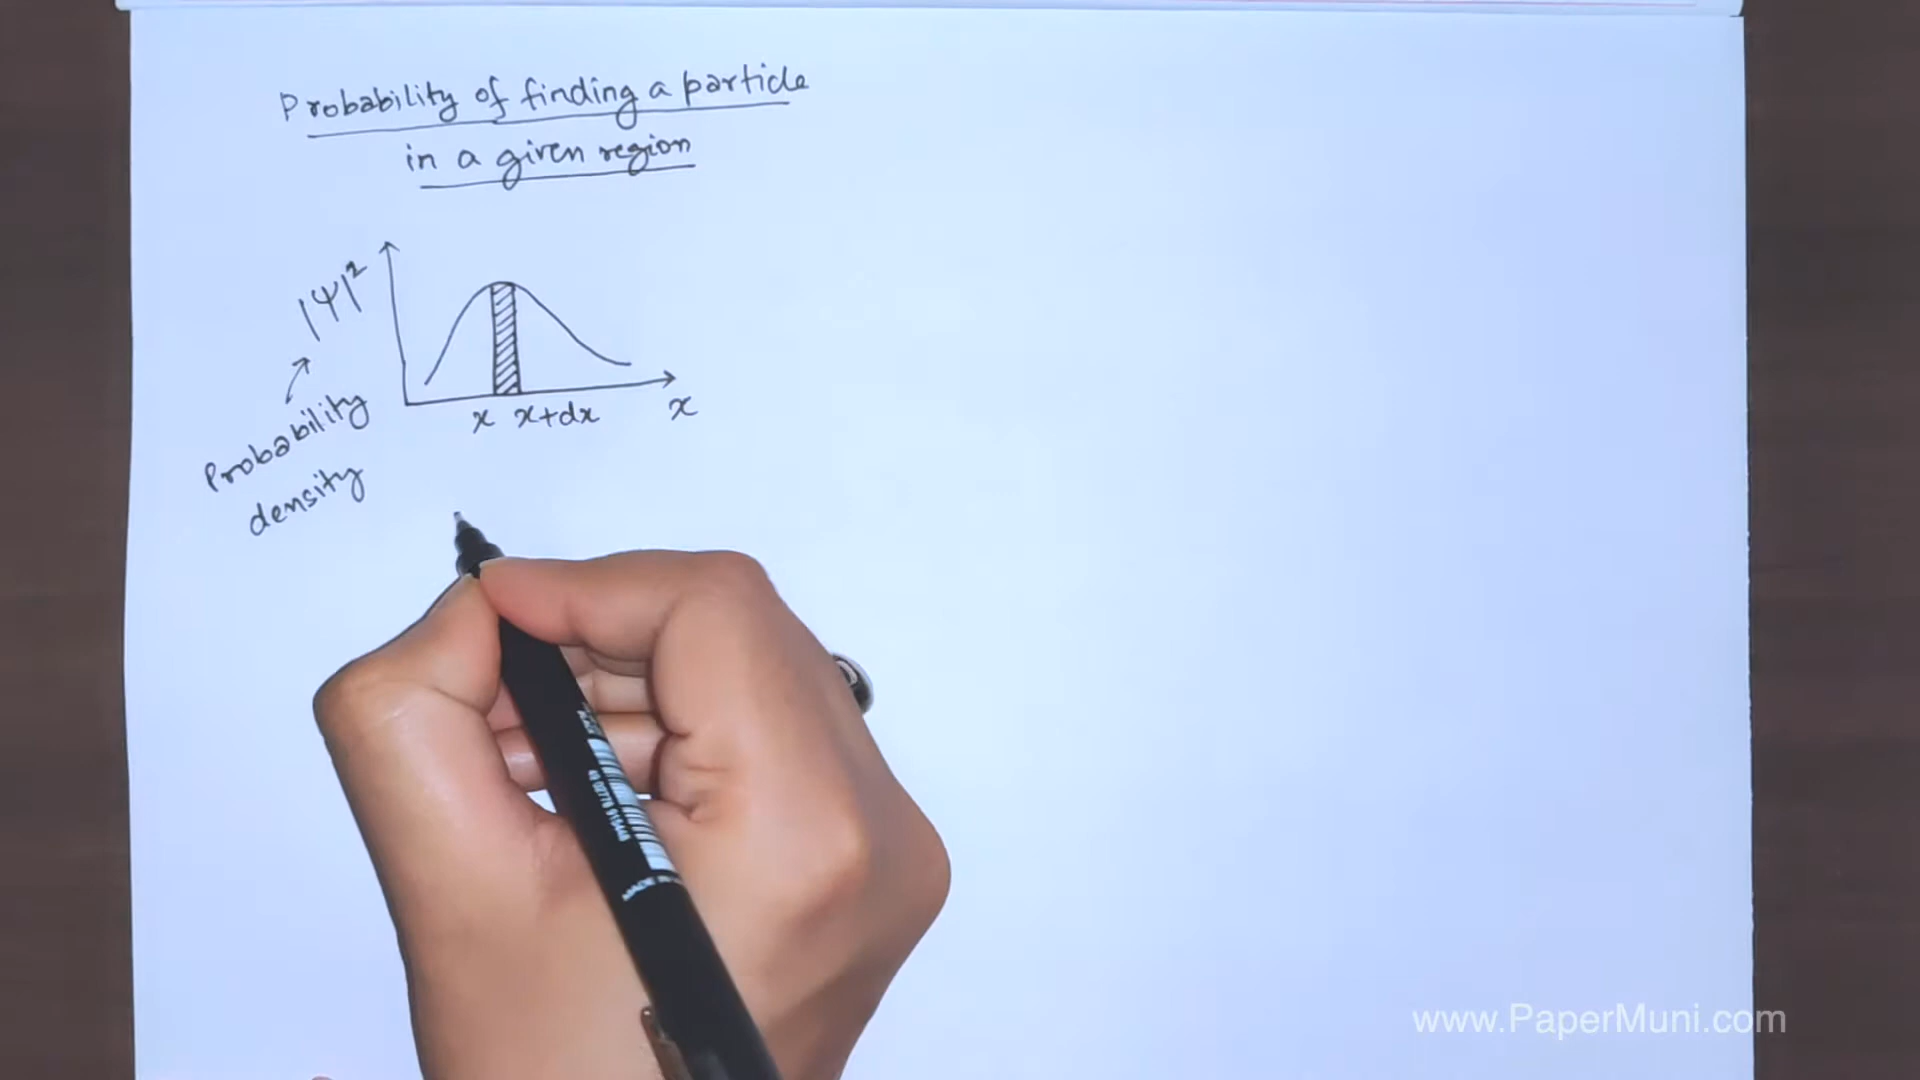 Probability of finding a particle
in a given region
|Ψ|²
Probability
density
x x+dx x
www.PaperMuni.com